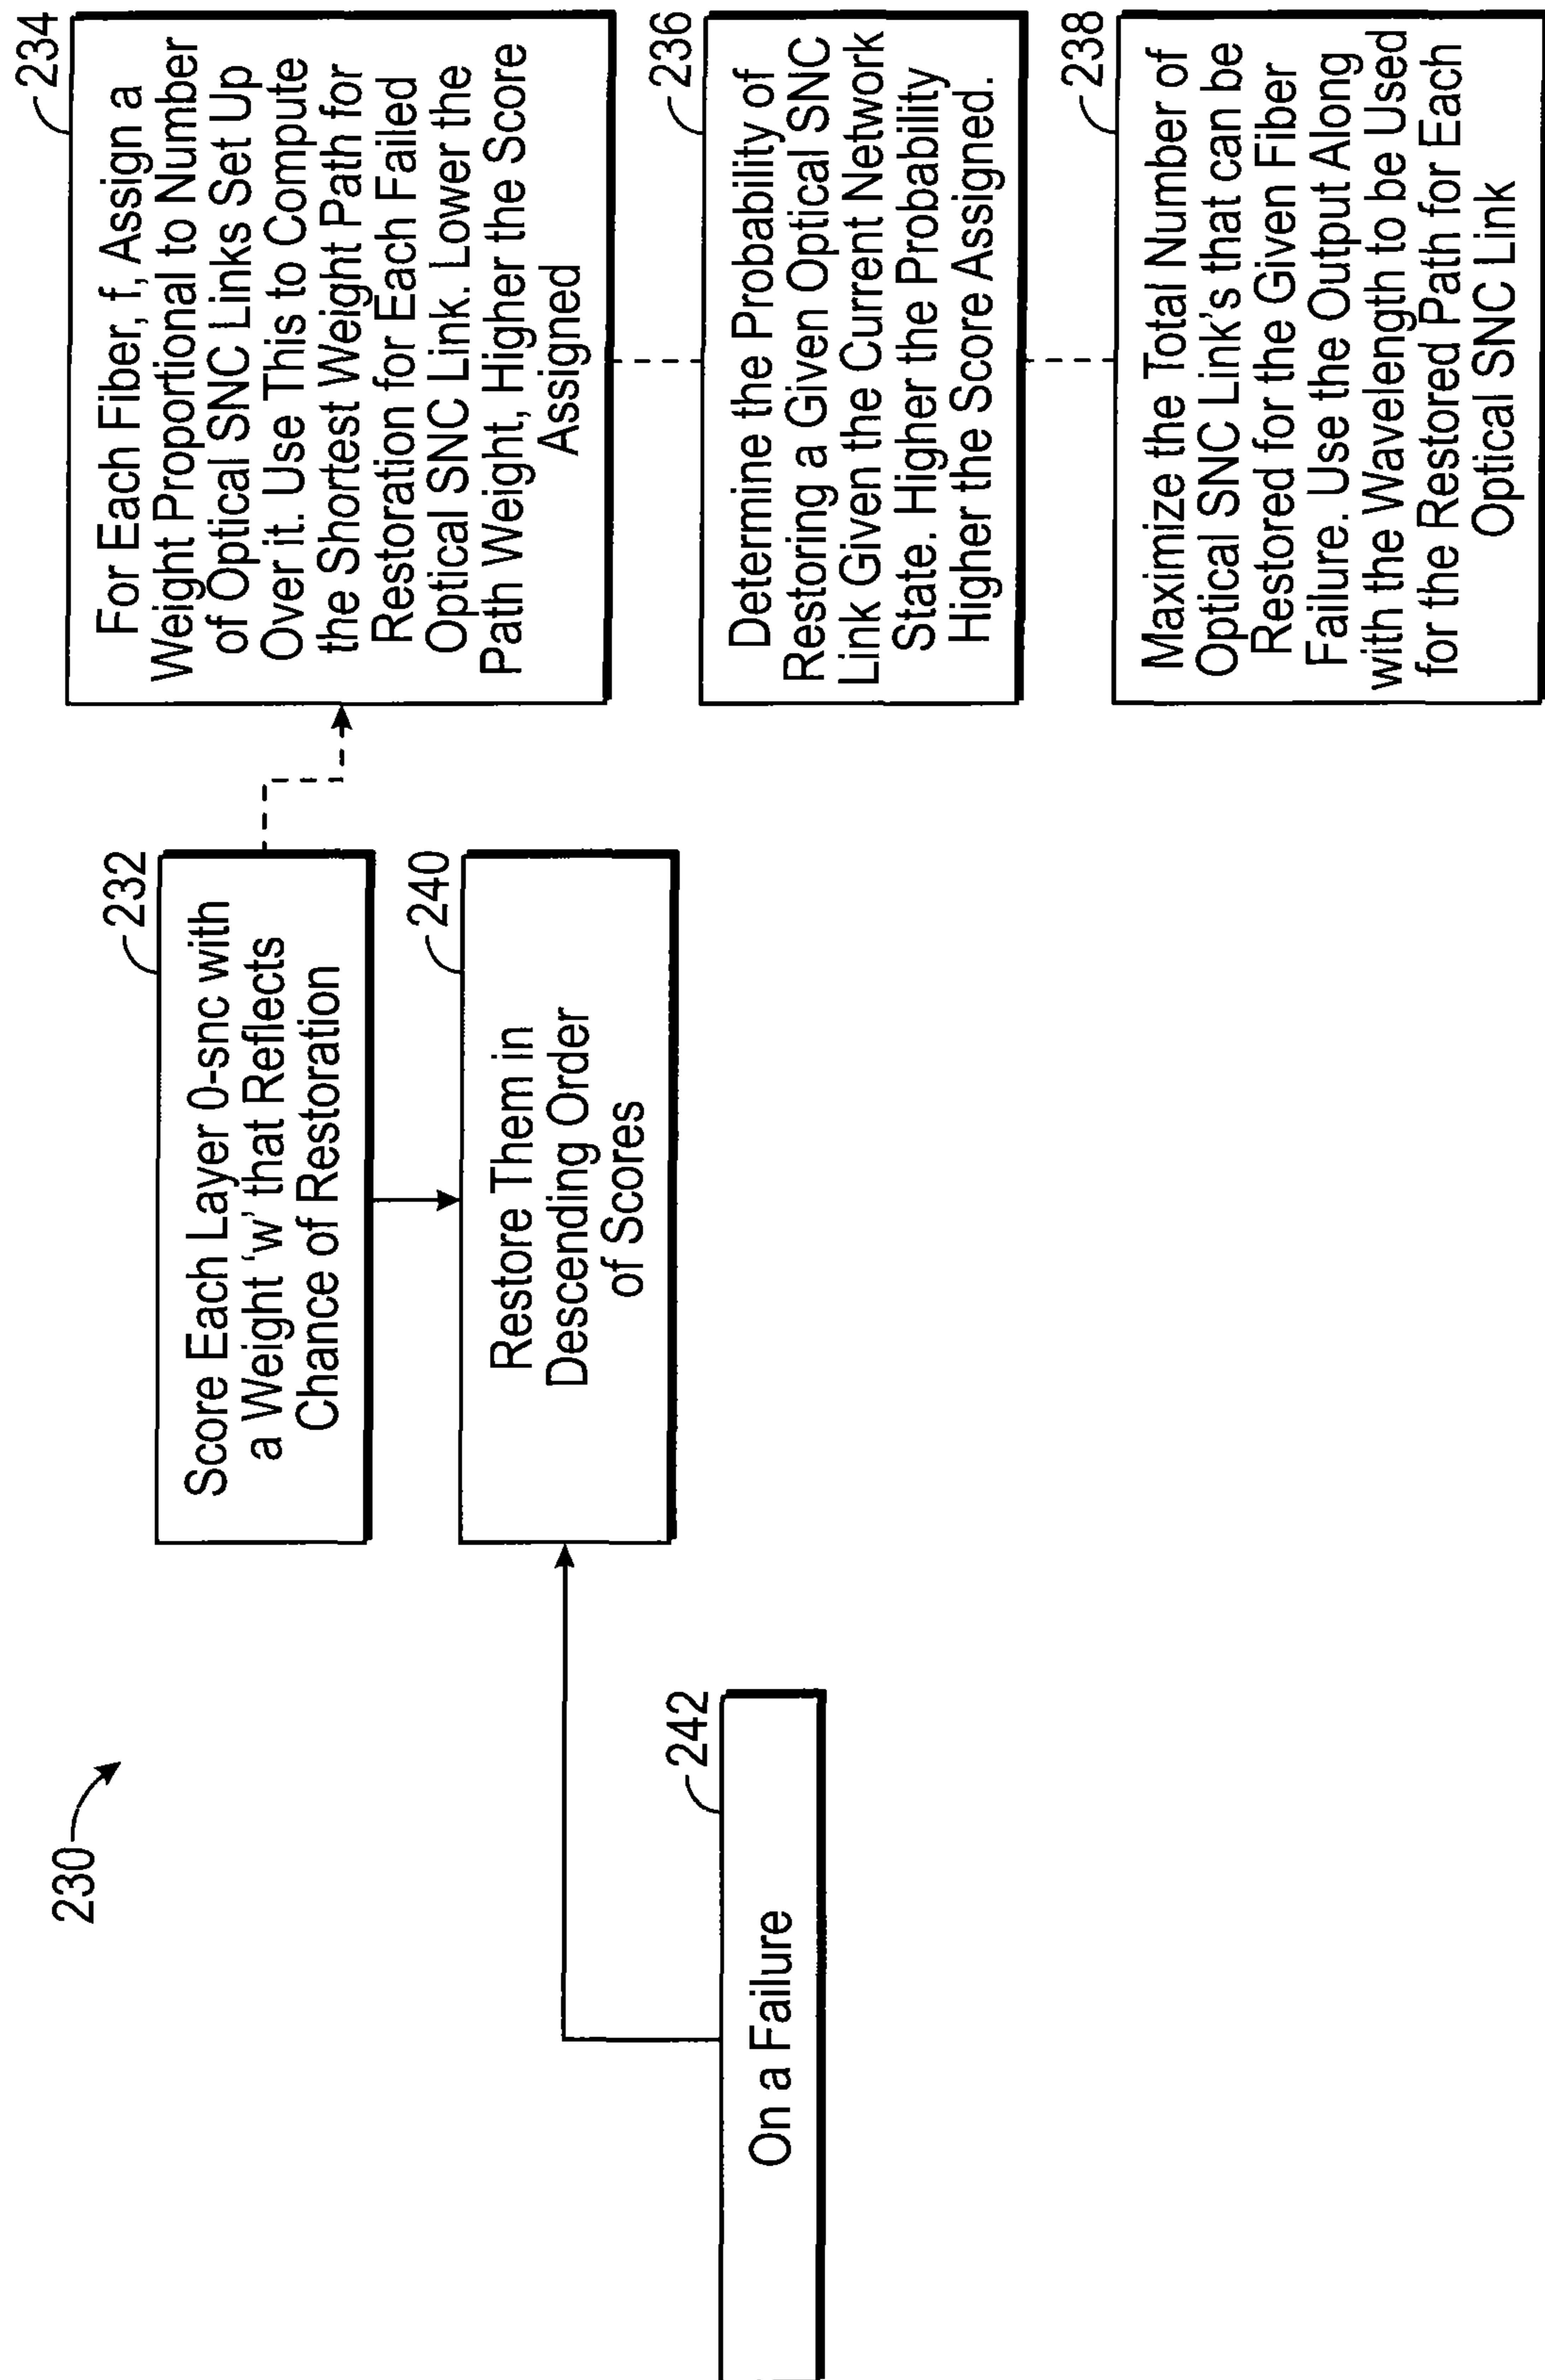 230
242
On a Failure
232
Score Each Layer 0-snc with
a Weight 'w' that Reflects
Chance of Restoration
240
Restore Them in
Descending Order
of Scores
234
For Each Fiber, f, Assign a
Weight Proportional to Number
of Optical SNC Links Set Up
Over it. Use This to Compute
the Shortest Weight Path for
Restoration for Each Failed
Optical SNC Link. Lower the
Path Weight, Higher the Score
Assigned
236
Determine the Probability of
Restoring a Given Optical SNC
Link Given the Current Network
State. Higher the Probability
Higher the Score Assigned.
238
Maximize the Total Number of
Optical SNC Link's that can be
Restored for the Given Fiber
Failure. Use the Output Along
with the Wavelength to be Used
for the Restored Path for Each
Optical SNC Link